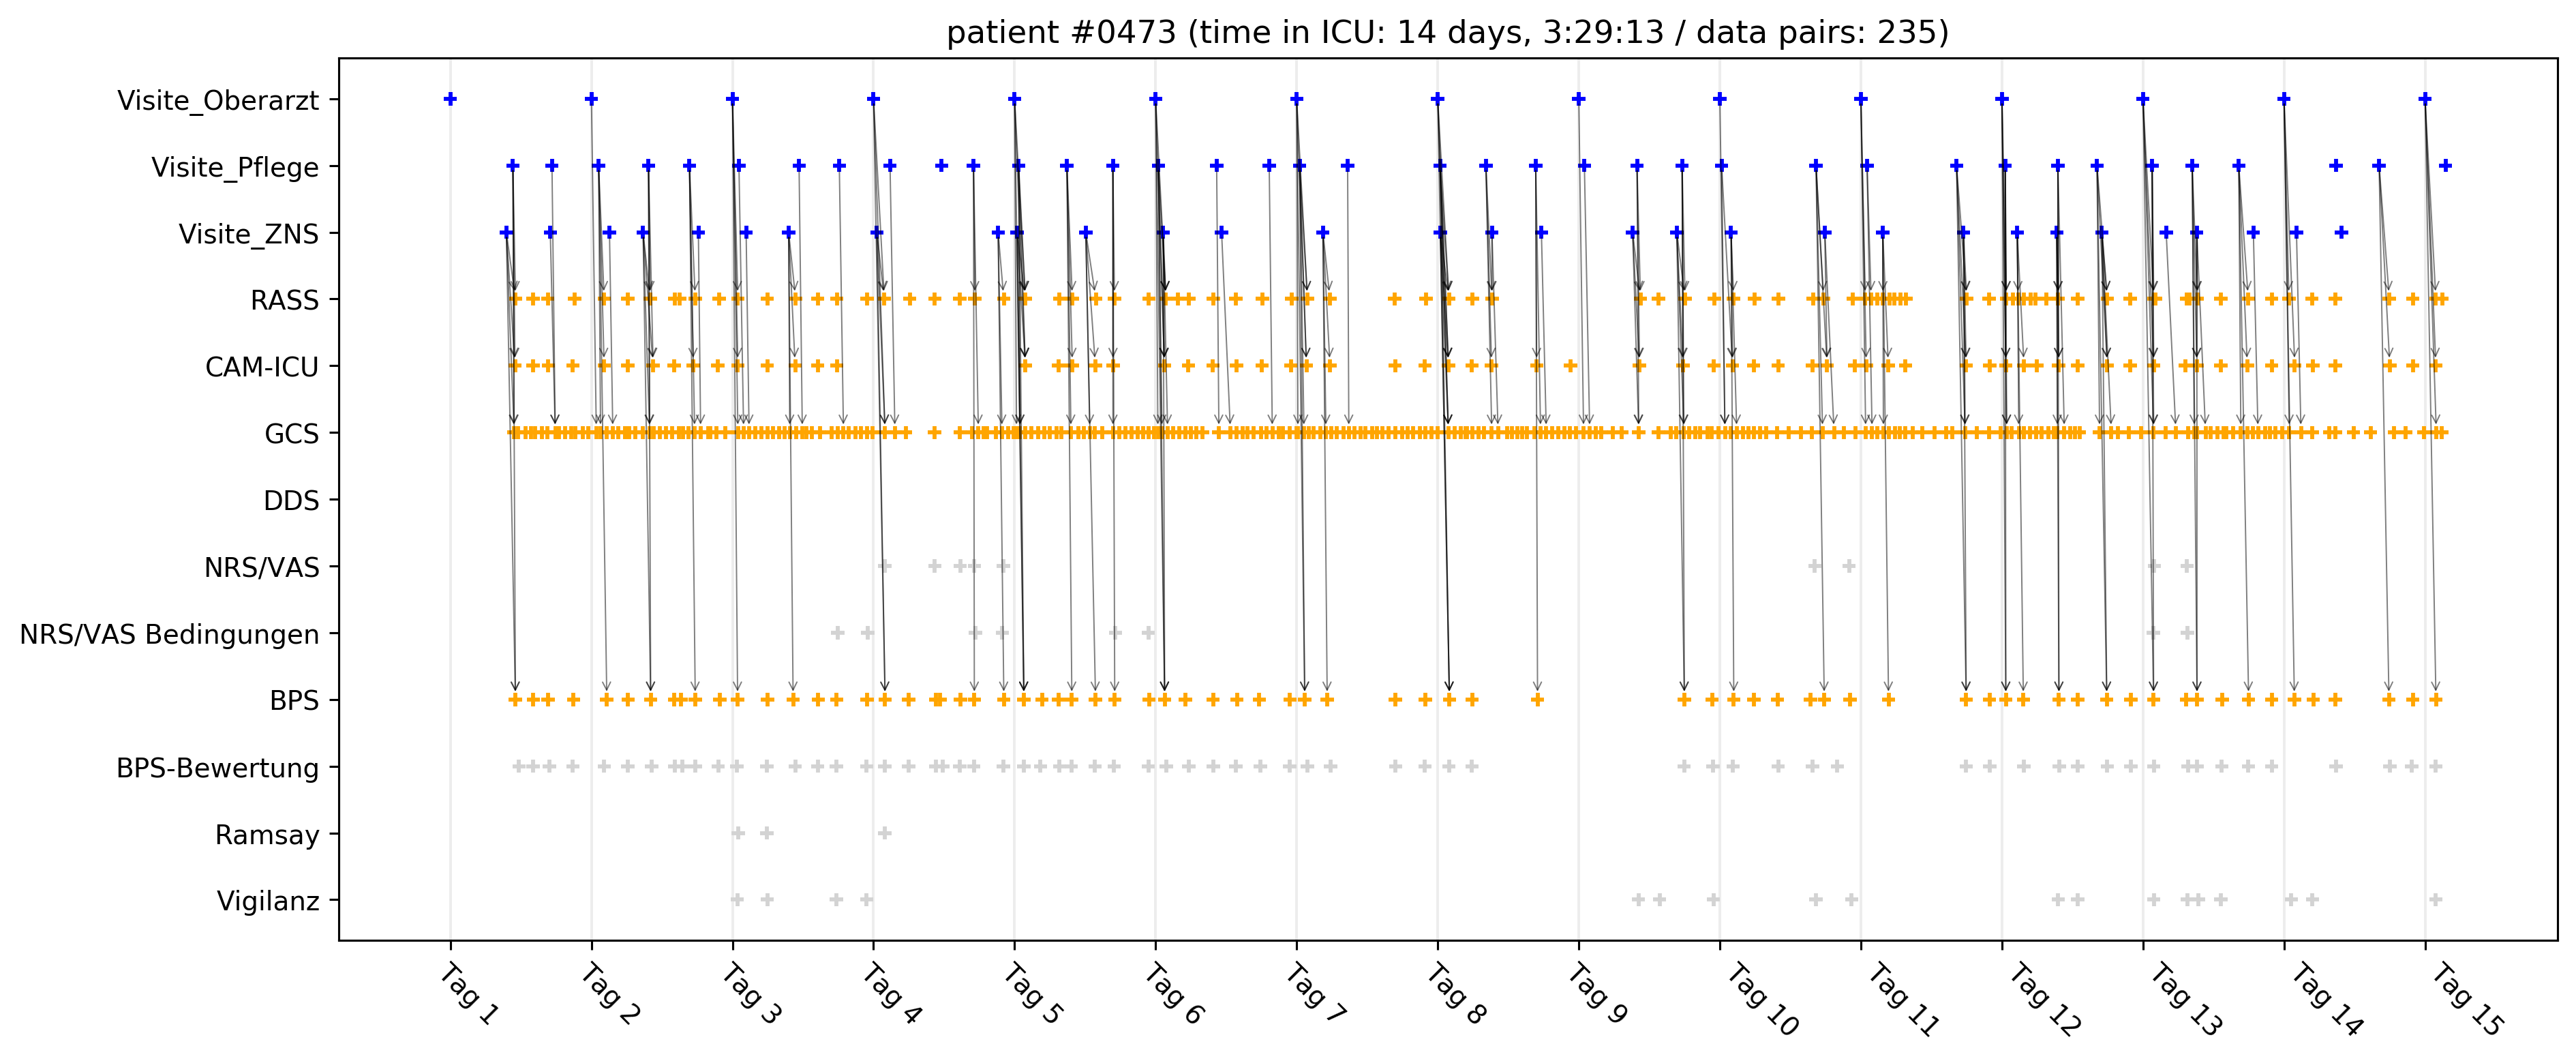 patient #0473 (time in ICU: 14 days, 3:29:13 / data pairs: 235)
Visite_Oberarzt
Visite_Pflege
Visite_ZNS
RASS
CAM-ICU
GCS
DDS
NRS/VAS
NRS/VAS Bedingungen
BPS
BPS-Bewertung
Ramsay
Vigilanz
Tag 1
Tag 2
Tag 3
Tag 4
Tag 5
Tag 6
Tag 7
Tag 8
Tag 9
Tag 10
Tag 11
Tag 12
Tag 13
Tag 14
Tag 15